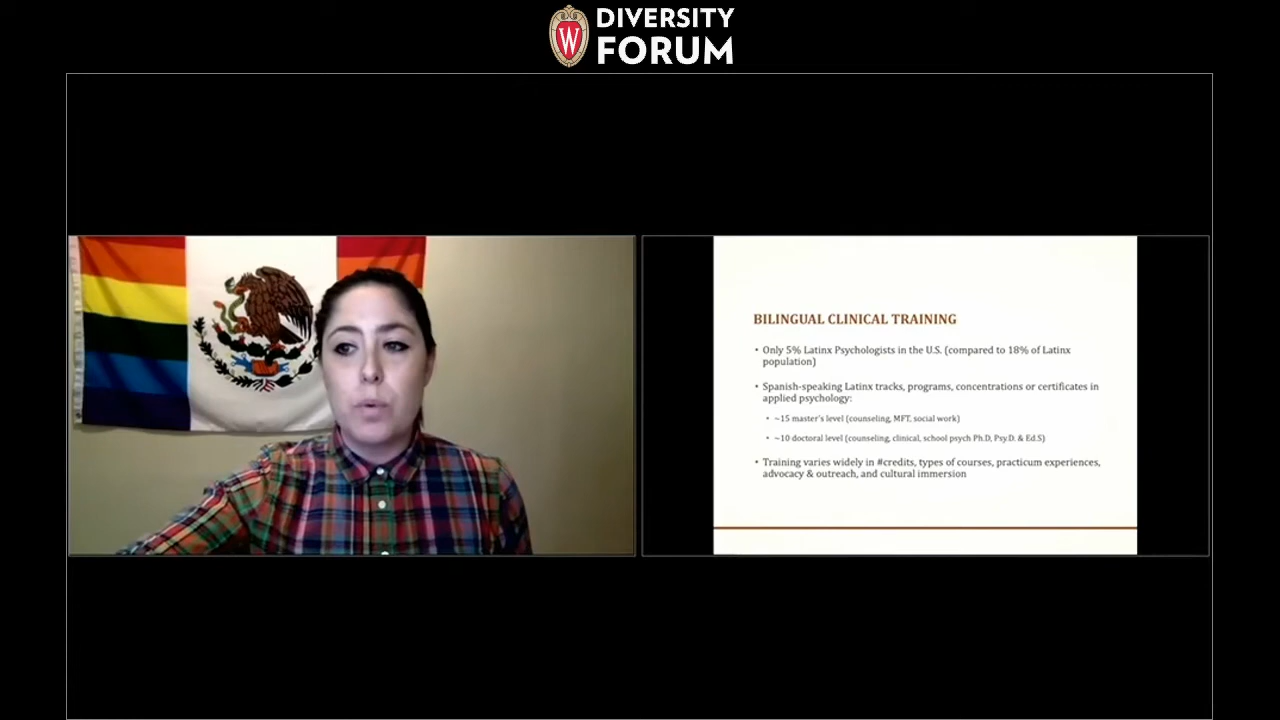 DIVERSITY
FORUM
W
BILINGUAL CLINICAL TRAINING
• Only 5% Latinx Psychologists in the U.S. (compared to 18% of Latinx
population)
• Spanish-speaking Latinx tracks, programs, concentrations or certificates in
applied psychology:
• ~15 master's level (counseling, MFT, social work)
• ~10 doctoral level (counseling, clinical, school psych Ph.D, Psy.D. & Ed.S)
• Training varies widely in #credits, types of courses, practicum experiences,
advocacy & outreach, and cultural immersion